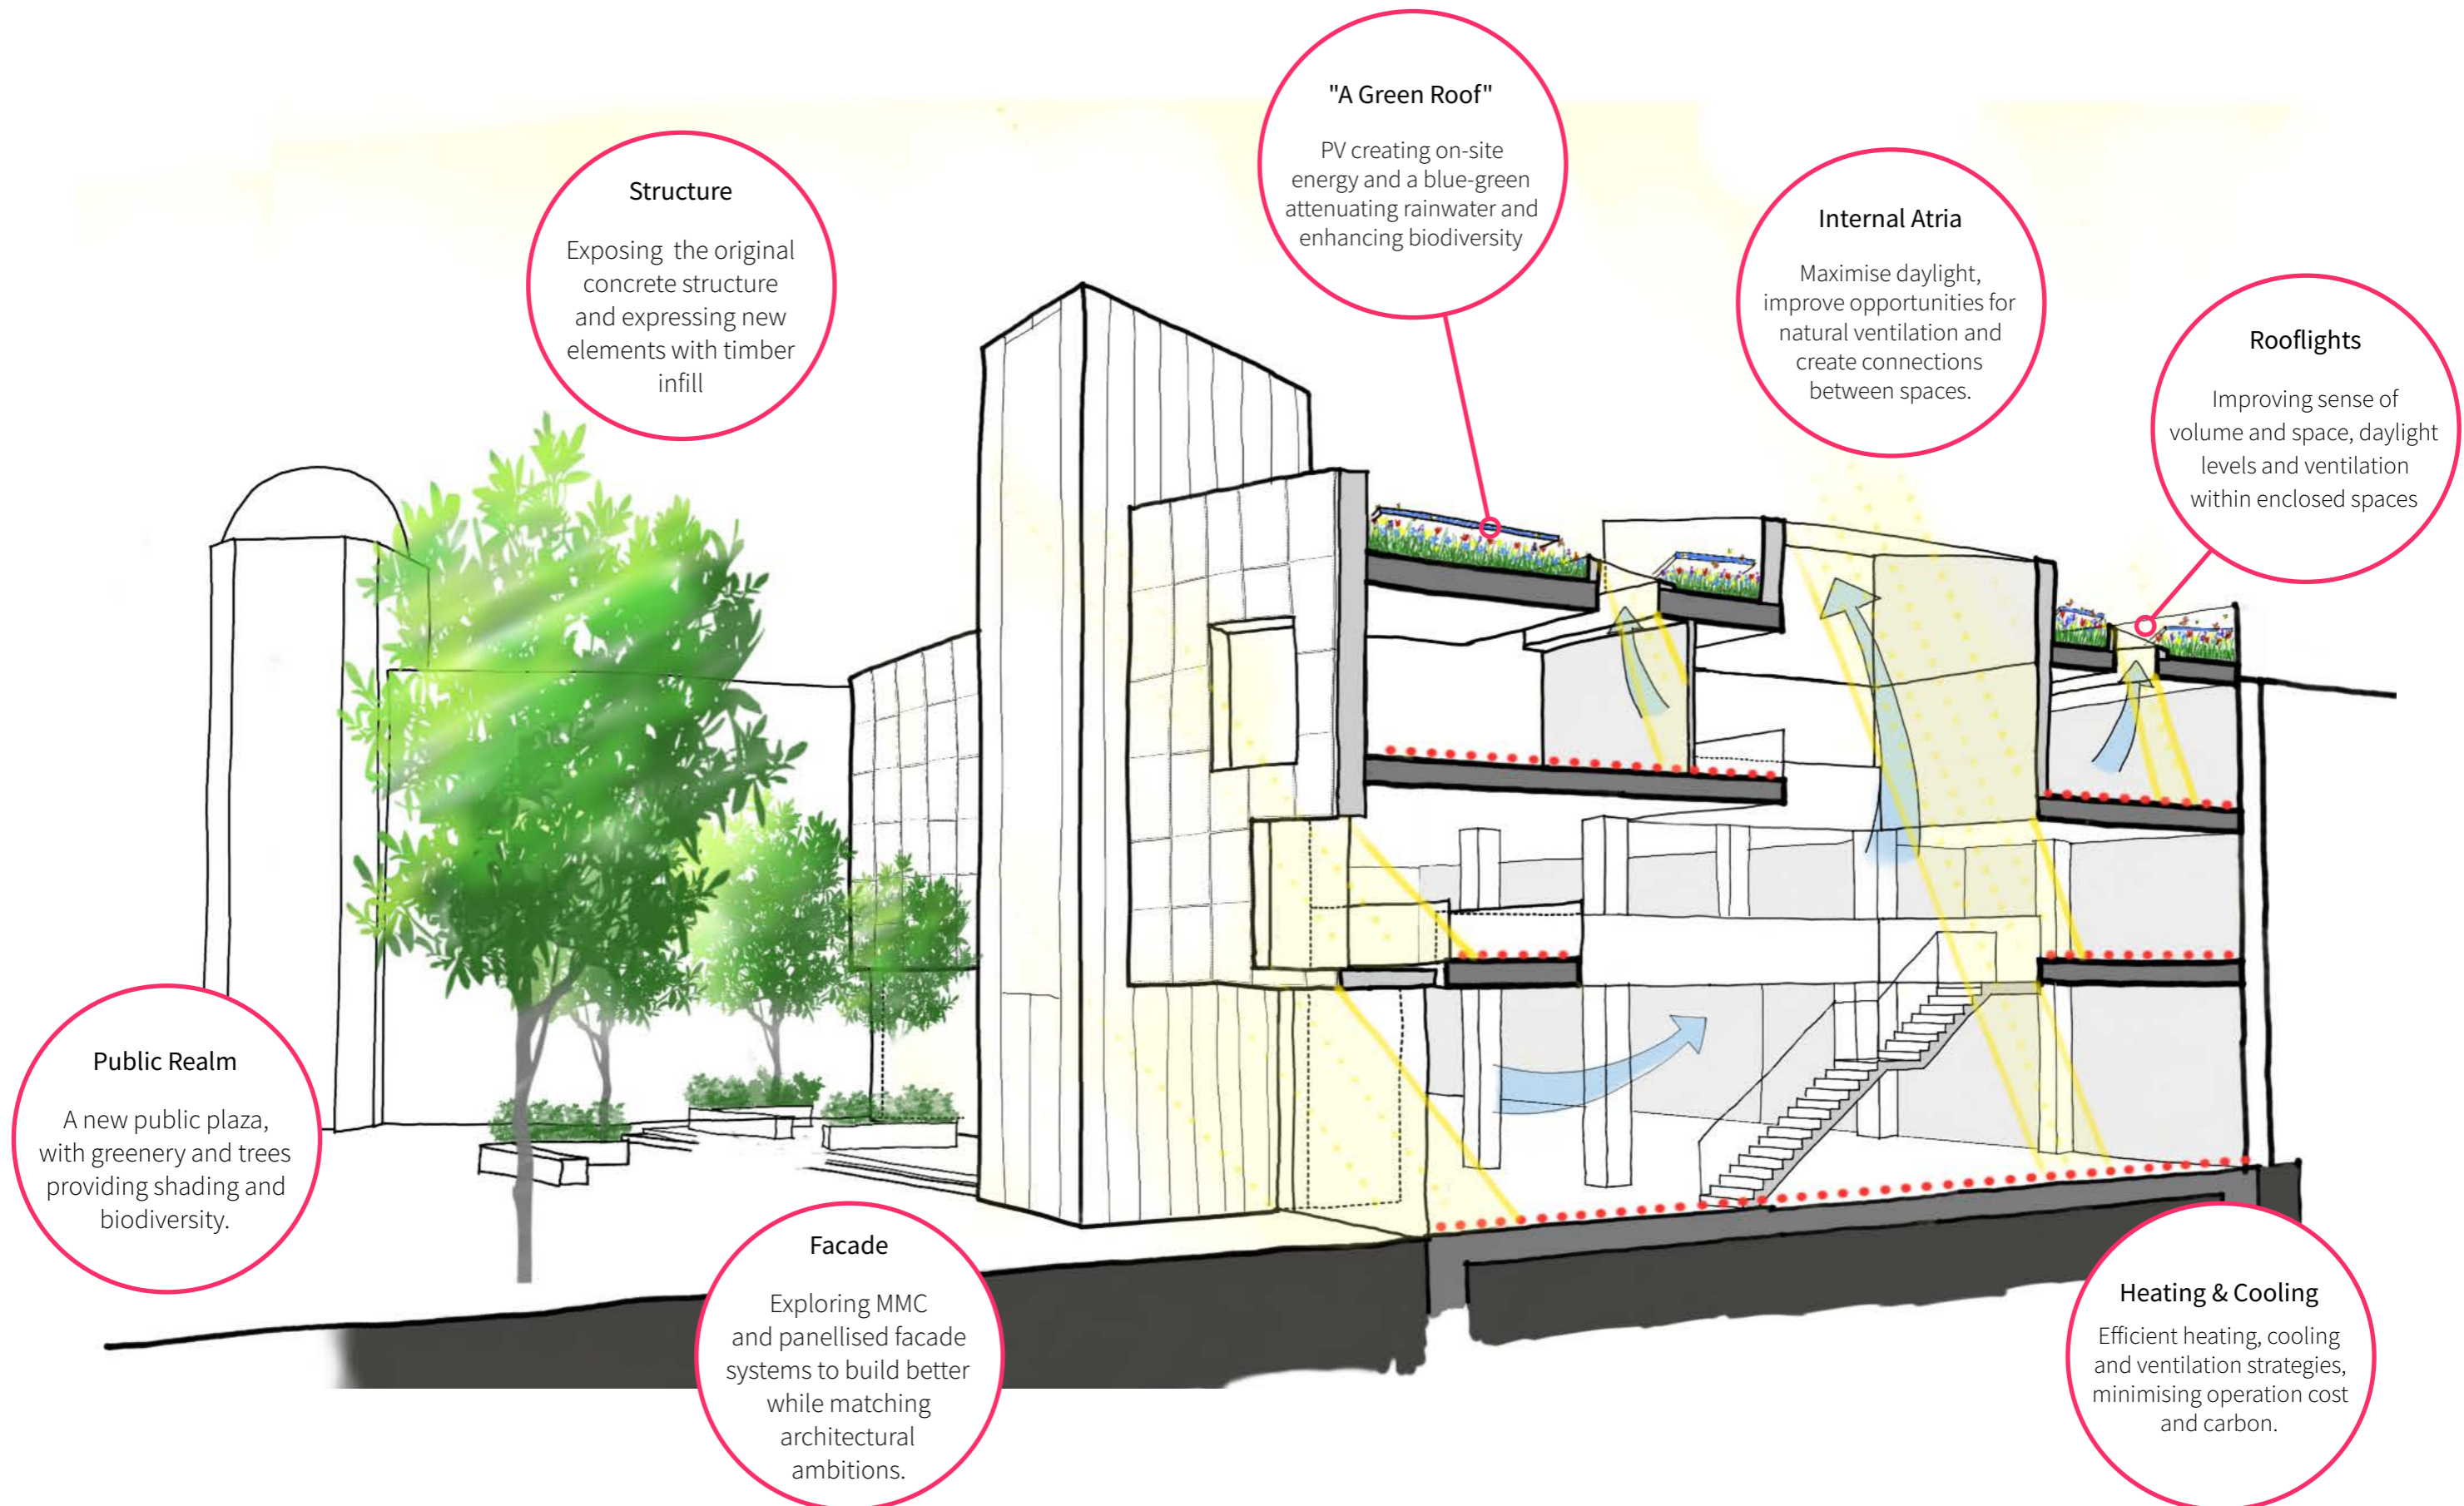 "A Green Roof"
PV creating on-site
energy and a blue-green
attenuating rainwater and
enhancing biodiversity
Structure
Exposing the original
concrete structure
and expressing new
elements with timber
infill
Internal Atria
Maximise daylight,
improve opportunities for
natural ventilation and
create connections
between spaces.
Rooflights
Improving sense of
volume and space, daylight
levels and ventilation
within enclosed spaces
Public Realm
A new public plaza,
with greenery and trees
providing shading and
biodiversity.
Facade
Exploring MMC
and panellised facade
systems to build better
while matching
architectural
ambitions.
Heating & Cooling
Efficient heating, cooling
and ventilation strategies,
minimising operation cost
and carbon.